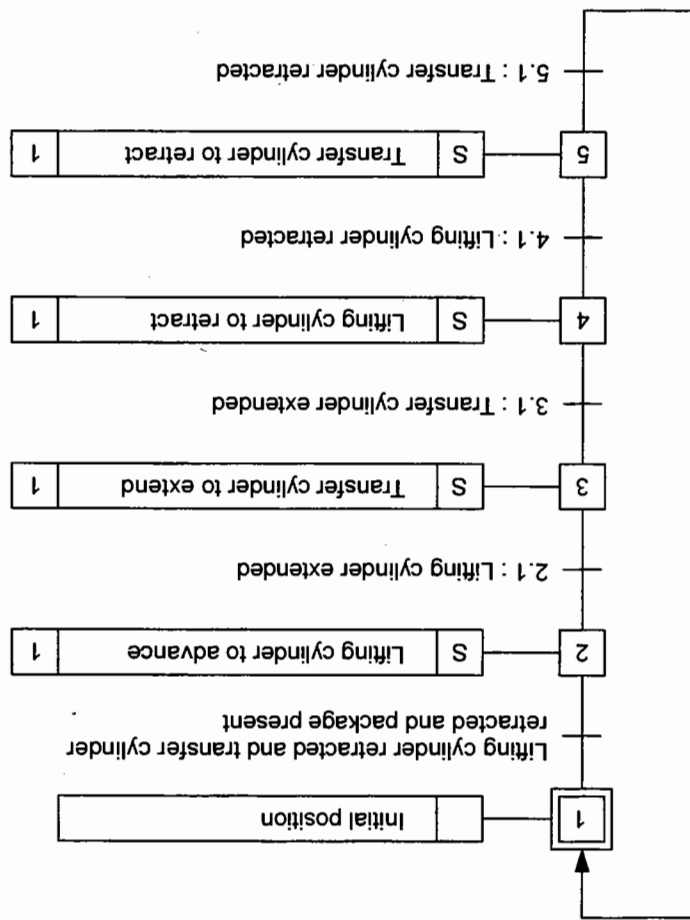 1
Initial position
Lifting cylinder retracted and transfer cylinder
retracted and package present
2 S Lifting cylinder to advance 1
2.1 : Lifting cylinder extended
3 S Transfer cylinder to extend 1
3.1 : Transfer cylinder extended
4 S Lifting cylinder to retract 1
4.1 : Lifting cylinder retracted
5 S Transfer cylinder to retract 1
5.1 : Transfer cylinder retracted